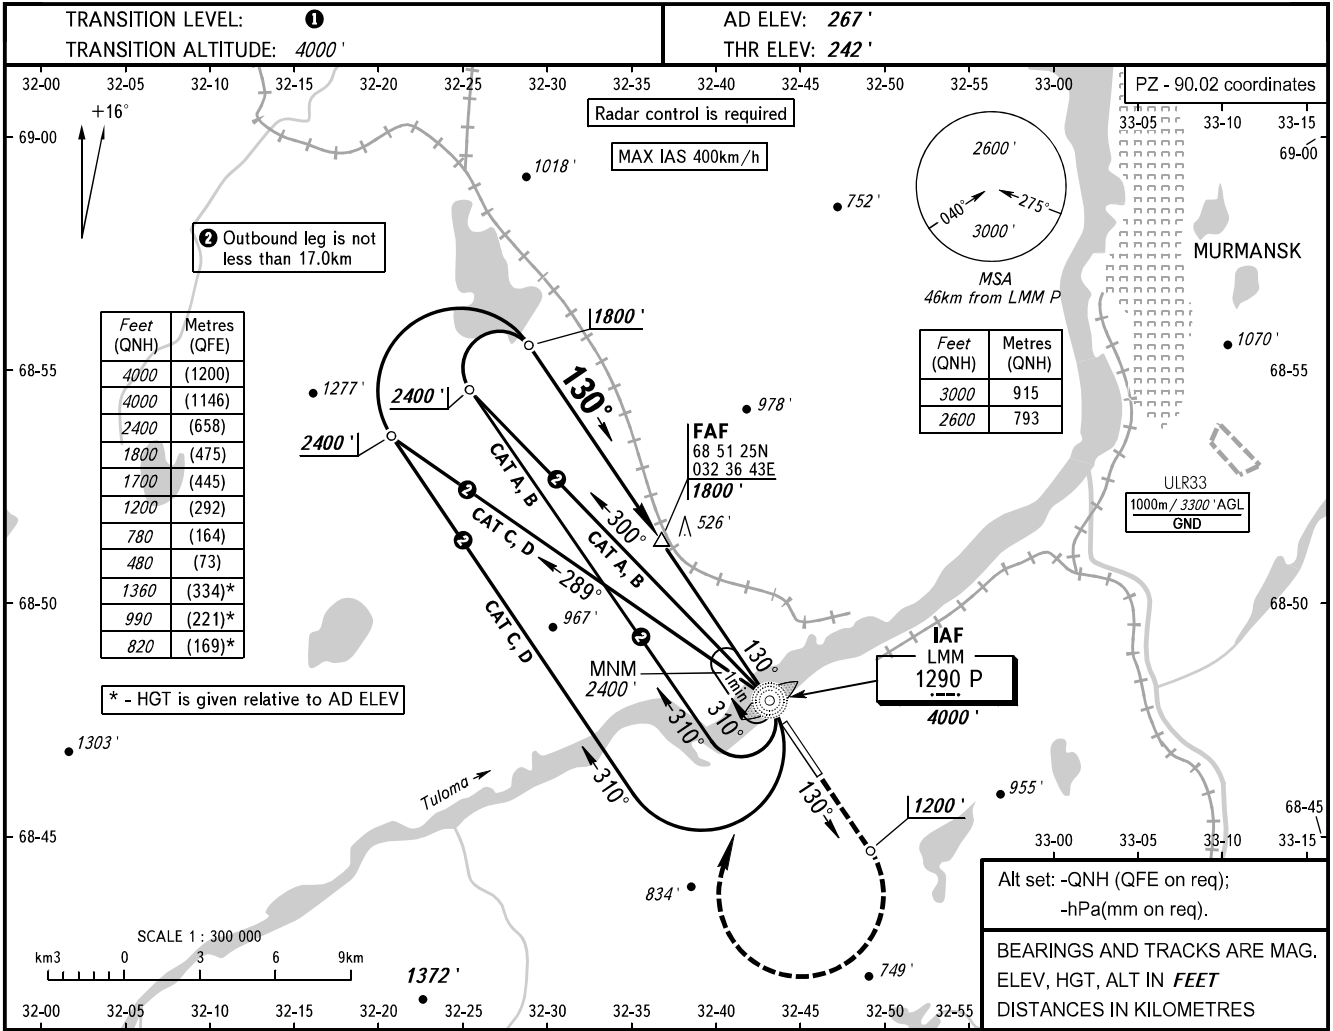 TRANSITION LEVEL: ❶
TRANSITION ALTITUDE: 4000 '
AD ELEV: 267 '
THR ELEV: 242 '
32-00 32-05 32-10 32-15 32-20 32-25 32-30 32-35 32-40 32-45 32-50 32-55 33-00
PZ - 90.02 coordinates
33-05 33-10 33-15
+16°
69-00
69-00
Radar control is required
MAX IAS 400km/h
1018 '
752 '
2600 '
040°
275°
3000 '
MSA
46km from LMM P
MURMANSK
❷ Outbound leg is not
less than 17.0km
Feet
(QNH)
Metres
(QFE)
4000 (1200)
4000 (1146)
2400 (658)
1800 (475)
1700 (445)
1200 (292)
780 (164)
480 (73)
1360 (334)*
990 (221)*
820 (169)*
* - HGT is given relative to AD ELEV
Feet
(QNH)
Metres
(QNH)
3000 915
2600 793
1070 '
1800 '
68-55
68-55
1277 '
2400 '
2400 '
130°
978 '
FAF
68 51 25N
032 36 43E
1800 '
526 '
CAT A, B
❷
❷
CAT C, D
300°
CAT A, B
289°
❷
CAT C, D
967 '
❷
ULR33
1000m / 3300 'AGL
GND
68-50
68-50
MNM
2400 '
1min
130°
310°
310°
310°
IAF
LMM
1290 P
4000 '
1303 '
Tuloma
130°
955 '
1200 '
68-45
68-45
33-00 33-05 33-10 33-15
834 '
749 '
1372 '
SCALE 1 : 300 000
km3 0 3 6 9km
32-00 32-05 32-10 32-15 32-20 32-25 32-30 32-35 32-40 32-45 32-50 32-55
Alt set: -QNH (QFE on req);
-hPa(mm on req).
BEARINGS AND TRACKS ARE MAG.
ELEV, HGT, ALT IN FEET
DISTANCES IN KILOMETRES